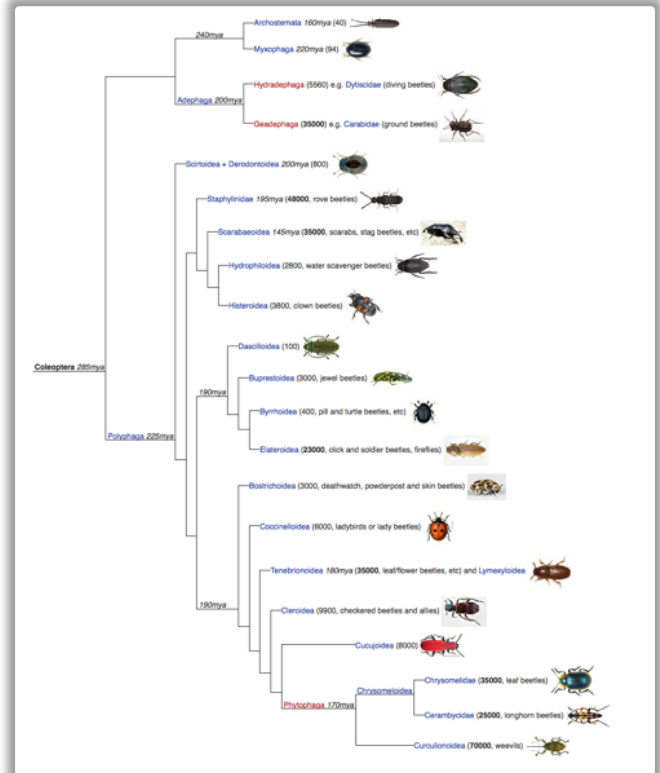 Archostemata 160mya (40)
240mya
Myxophaga 220mya (94)
Hydradephaga (5560) e.g. Dytiscidae (diving beetles)
Adephaga 200mya
Geadephaga (35000) e.g. Carabidae (ground beetles)
Scirtoidea + Derodontoidea 200mya (800)
Staphylinidae 195mya (48000, rove beetles)
Scarabaeoidea 145mya (35000, scarabs, stag beetles, etc)
Hydrophiloidea (2800, water scavenger beetles)
Histeroidea (3800, clown beetles)
Dascilloidea (100)
Coleoptera 285mya
Buprestoidea (3000, jewel beetles)
190mya
Byrrhoidea (400, pill and turtle beetles, etc)
Polyphaga 225mya
Elateroidea (23000, click and soldier beetles, fireflies)
Bostrichoidea (3000, deathwatch, powderpost and skin beetles)
Coccinelloidea (6000, ladybirds or lady beetles)
Tenebrionoidea 180mya (35000, leaf/flower beetles, etc) and Lymexyloidea
190mya
Cleroidea (9900, checkered beetles and allies)
Cucujoidea (8000)
Chrysomelidae (35000, leaf beetles)
Chrysomeloidea
Phytophaga 170mya
Cerambycidae (25000, longhorn beetles)
Curculionoidea (70000, weevils)